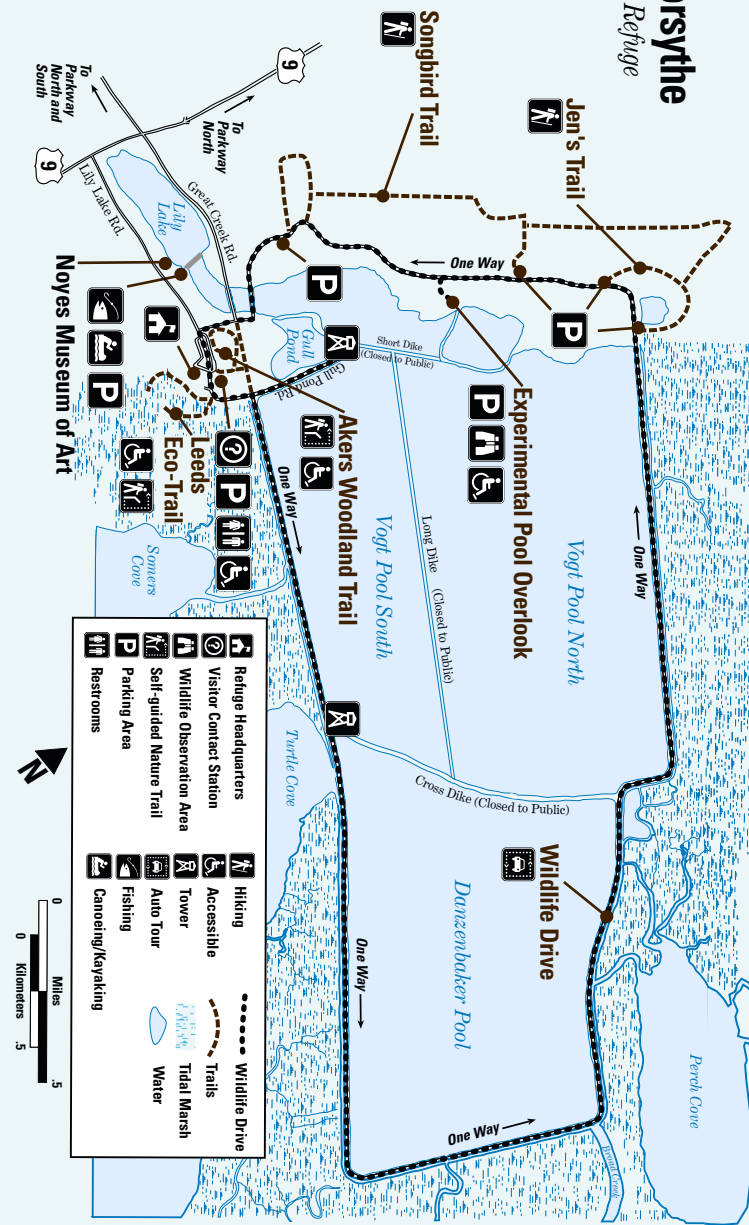 orsythe
Refuge
Songbird Trail
Jen's Trail
9
To
Parkway
North and
South
To
Parkway
North
9
Lily Lake Rd.
Great Creek Rd.
Lily
Lake
One Way
P
P
Noyes Museum of Art
P
Gull
Pond
Short Dike
(Closed to Public)
Gull Pond Rd.
Experimental Pool Overlook
P
Akers Woodland Trail
?
P
Leeds
Eco-Trail
One Way
One Way
Vogt Pool South
Long Dike (Closed to Public)
Vogt Pool North
Somers
Cove
Turtle Cove
Cross Dike (Closed to Public)
Wildlife Drive
Danzenbaker Pool
One Way
One Way
Perch Cove
Broad Creek
Refuge Headquarters
? Visitor Contact Station
Wildlife Observation Area
Self-guided Nature Trail
P Parking Area
Restrooms
Hiking
Accessible
Tower
Auto Tour
Fishing
Canoeing/Kayaking
Wildlife Drive
Trails
Tidal Marsh
Water
N
0 Miles .5
0 Kilometers .5